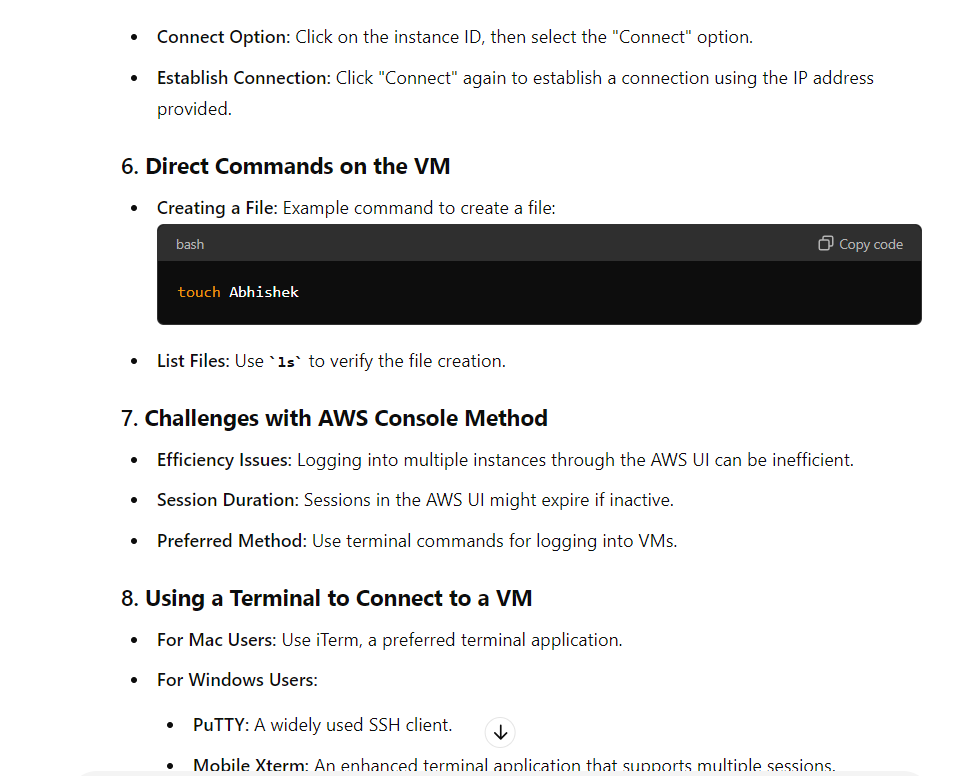 Connect Option: Click on the instance ID, then select the "Connect" option.
Establish Connection: Click "Connect" again to establish a connection using the IP address
provided.
6. Direct Commands on the VM
Creating a File: Example command to create a file:
bash
Copy code
touch Abhishek
List Files: Use `ls` to verify the file creation.
7. Challenges with AWS Console Method
Efficiency Issues: Logging into multiple instances through the AWS UI can be inefficient.
Session Duration: Sessions in the AWS UI might expire if inactive.
Preferred Method: Use terminal commands for logging into VMs.
8. Using a Terminal to Connect to a VM
For Mac Users: Use iTerm, a preferred terminal application.
For Windows Users:
PuTTY: A widely used SSH client.
Mobile Xterm: An enhanced terminal application that supports multiple sessions.